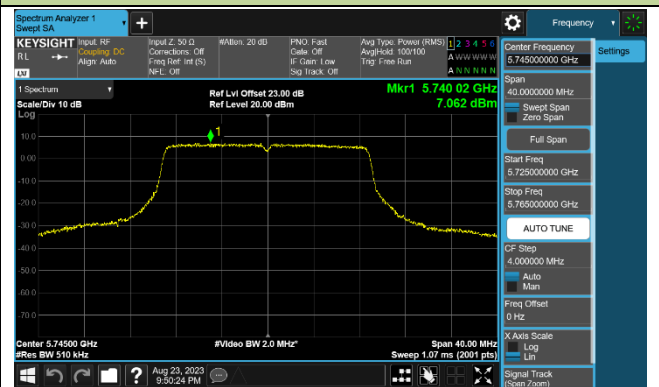 Spectrum Analyzer 1
Swept SA
Frequency
KEYSIGHT
RL
LXI
Input: RF
Coupling: DC
Align: Auto
Input Z: 50 Ω
Corrections: Off
Freq Ref: Int (S)
NFE: Off
#Atten: 20 dB
PNO: Fast
Gate: Off
IF Gain: Low
Sig Track: Off
Avg Type: Power (RMS)
Avg|Hold: 100/100
Trig: Free Run
1 2 3 4 5 6
A W W W W W
A N N N N N
Center Frequency
5.745000000 GHz
Settings
1 Spectrum
Scale/Div 10 dB
Log
Ref Lvl Offset 23.00 dB
Ref Level 20.00 dBm
Mkr1 5.740 02 GHz
7.062 dBm
10.0
0.00
-10.0
-20.0
-30.0
-40.0
-50.0
-60.0
-70.0
1
Span
40.0000000 MHz
Swept Span
Zero Span
Full Span
Start Freq
5.725000000 GHz
Stop Freq
5.765000000 GHz
AUTO TUNE
CF Step
4.000000 MHz
Auto
Man
Freq Offset
0 Hz
X Axis Scale
Log
Lin
Signal Track
(Span Zoom)
Center 5.74500 GHz
#Res BW 510 kHz
#Video BW 2.0 MHz*
Span 40.00 MHz
Sweep 1.07 ms (2001 pts)
?
Aug 23, 2023
9:50:24 PM